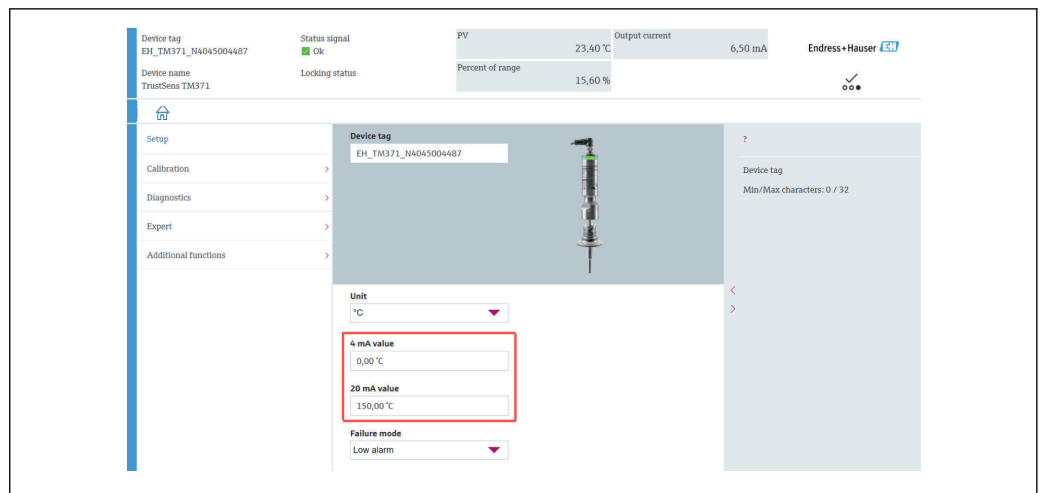 Device tag
EH_TM371_N4045004487
Status signal
Ok
PV
23,40 °C
Output current
6,50 mA
Endress+Hauser EH
Device name
TrustSens TM371
Locking status
Percent of range
15,60 %
Setup
Calibration
Diagnostics
Expert
Additional functions
Device tag
EH_TM371_N4045004487
Unit
°C
4 mA value
0,00 °C
20 mA value
150,00 °C
Failure mode
Low alarm
?
Device tag
Min/Max characters: 0 / 32